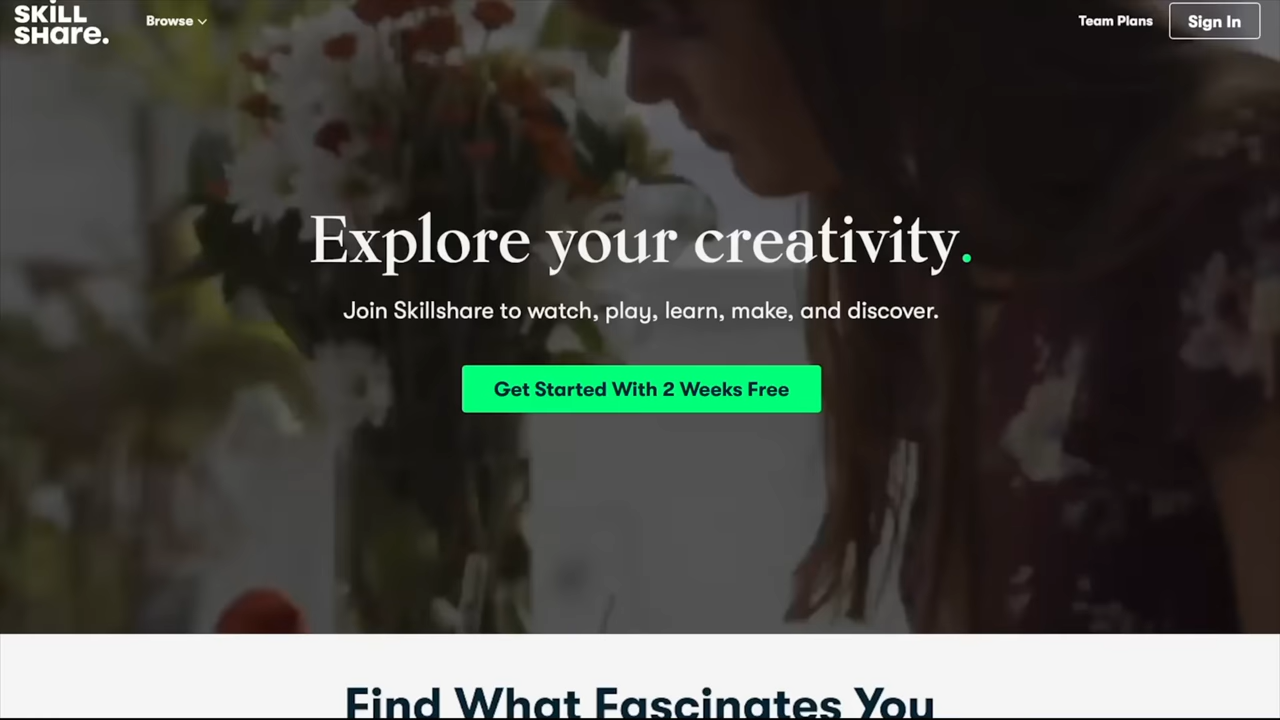 SKILL
SHare.
Browse
Team Plans
Sign In
Explore your creativity.
Join Skillshare to watch, play, learn, make, and discover.
Get Started With 2 Weeks Free
Find What Fascinates You